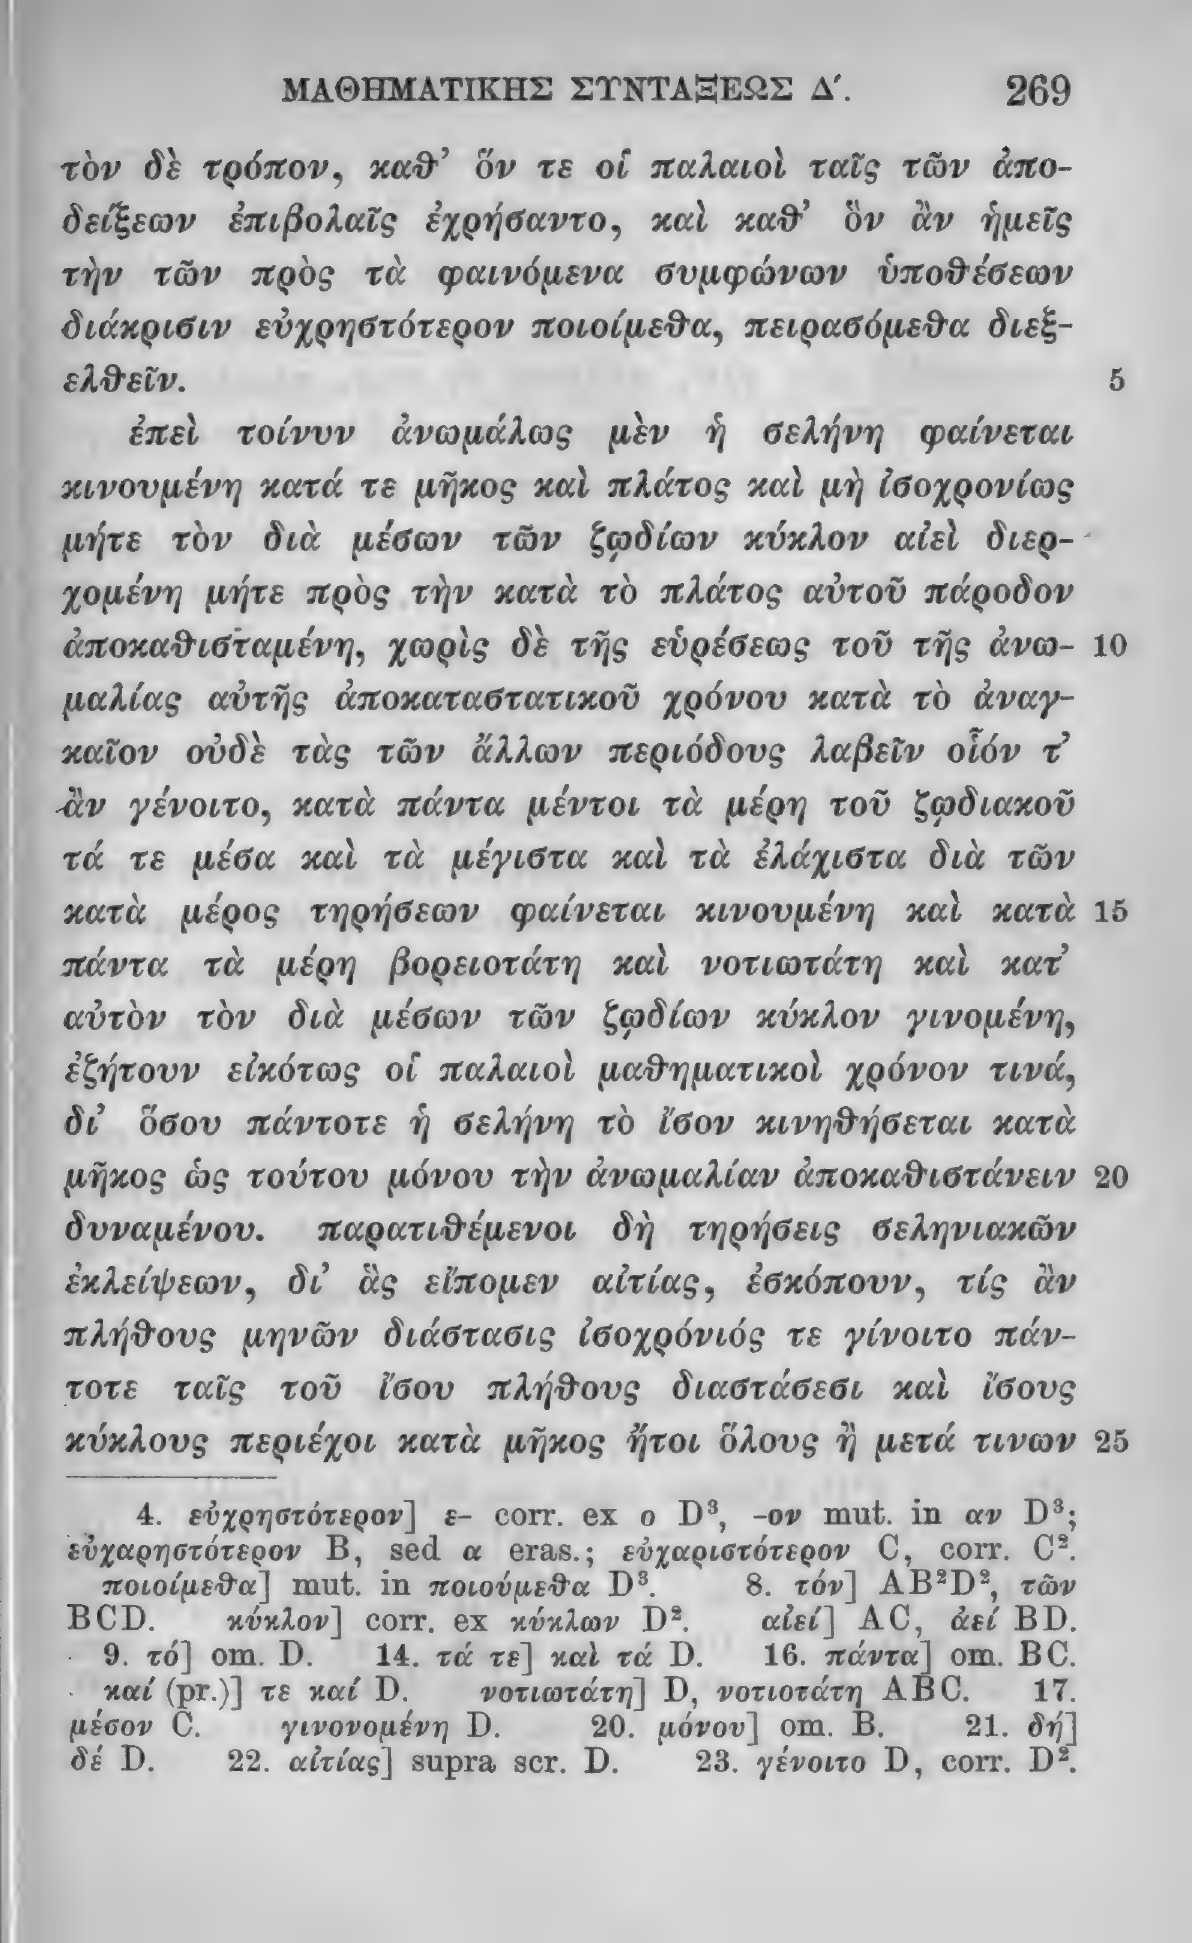 ΜΑΘΗΜΑΤΙΚΗΣ ΣΥΝΤΑΞΕΩΣ Δ΄. 269
τὸν δὲ τρόπον, καθ’ ὅν τε οἱ παλαιοὶ ταῖς τῶν ἀπο-
δείξεων ἐπιβολαῖς ἐχρήσαντο, καὶ καθ’ ὃν ἂν ἡμεῖς
τὴν τῶν πρὸς τὰ φαινόμενα συμφώνων ὑποθέσεων
διάκρισιν εὐχρηστότερον ποιοίμεθα, πειρασόμεθα διεξ-
ελθεῖν. 5
ἐπεὶ τοίνυν ἀνωμάλως μὲν ἡ σελήνη φαίνεται
κινουμένη κατά τε μῆκος καὶ πλάτος καὶ μὴ ἰσοχρονίως
μήτε τὸν διὰ μέσων τῶν ζῳδίων κύκλον αἰεὶ διερ-
χομένη μήτε πρὸς τὴν κατὰ τὸ πλάτος αὐτοῦ πάροδον
ἀποκαθισταμένη, χωρὶς δὲ τῆς εὑρέσεως τοῦ τῆς ἀνω- 10
μαλίας αὐτῆς ἀποκαταστατικοῦ χρόνου κατὰ τὸ ἀναγ-
καῖον οὐδὲ τὰς τῶν ἄλλων περιόδους λαβεῖν οἷόν τ’
ἂν γένοιτο, κατὰ πάντα μέντοι τὰ μέρη τοῦ ζῳδιακοῦ
τά τε μέσα καὶ τὰ μέγιστα καὶ τὰ ἐλάχιστα διὰ τῶν
κατὰ μέρος τηρήσεων φαίνεται κινουμένη καὶ κατὰ 15
πάντα τὰ μέρη βορειοτάτη καὶ νοτιωτάτη καὶ κατ’
αὐτὸν τὸν διὰ μέσων τῶν ζῳδίων κύκλον γινομένη,
ἐζήτουν εἰκότως οἱ παλαιοὶ μαθηματικοὶ χρόνον τινά,
δι’ ὅσου πάντοτε ἡ σελήνη τὸ ἴσον κινηθήσεται κατὰ
μῆκος ὡς τούτου μόνου τὴν ἀνωμαλίαν ἀποκαθιστάνειν 20
δυναμένου. παρατιθέμενοι δὴ τηρήσεις σεληνιακῶν
ἐκλείψεων, δι’ ἃς εἴπομεν αἰτίας, ἐσκόπουν, τίς ἂν
πλήθους μηνῶν διάστασις ἰσοχρόνιός τε γίνοιτο πάν-
τοτε ταῖς τοῦ ἴσου πλήθους διαστάσεσι καὶ ἴσους
κύκλους περιέχοι κατὰ μῆκος ἤτοι ὅλους ἢ μετά τινων 25
4. εὐχρηστότερον] ε- corr. ex ο D³, -ον mut. in αν D³;
εὐχαρηστότερον B, sed α eras.; εὐχαριστότερον C, corr. C².
ποιοίμεθα] mut. in ποιούμεθα D³. 8. τόν] AB²D², τῶν
BCD. κύκλον] corr. ex κύκλων D². αἰεί] AC, ἀεί BD.
9. τό] om. D. 14. τά τε] καὶ τά D. 16. πάντα] om. BC.
καί (pr.)] τε καί D. νοτιωτάτη] D, νοτιοτάτη ABC. 17.
μέσον C. γινονομένη D. 20. μόνου] om. B. 21. δή]
δέ D. 22. αἰτίας] supra scr. D. 23. γένοιτο D, corr. D².